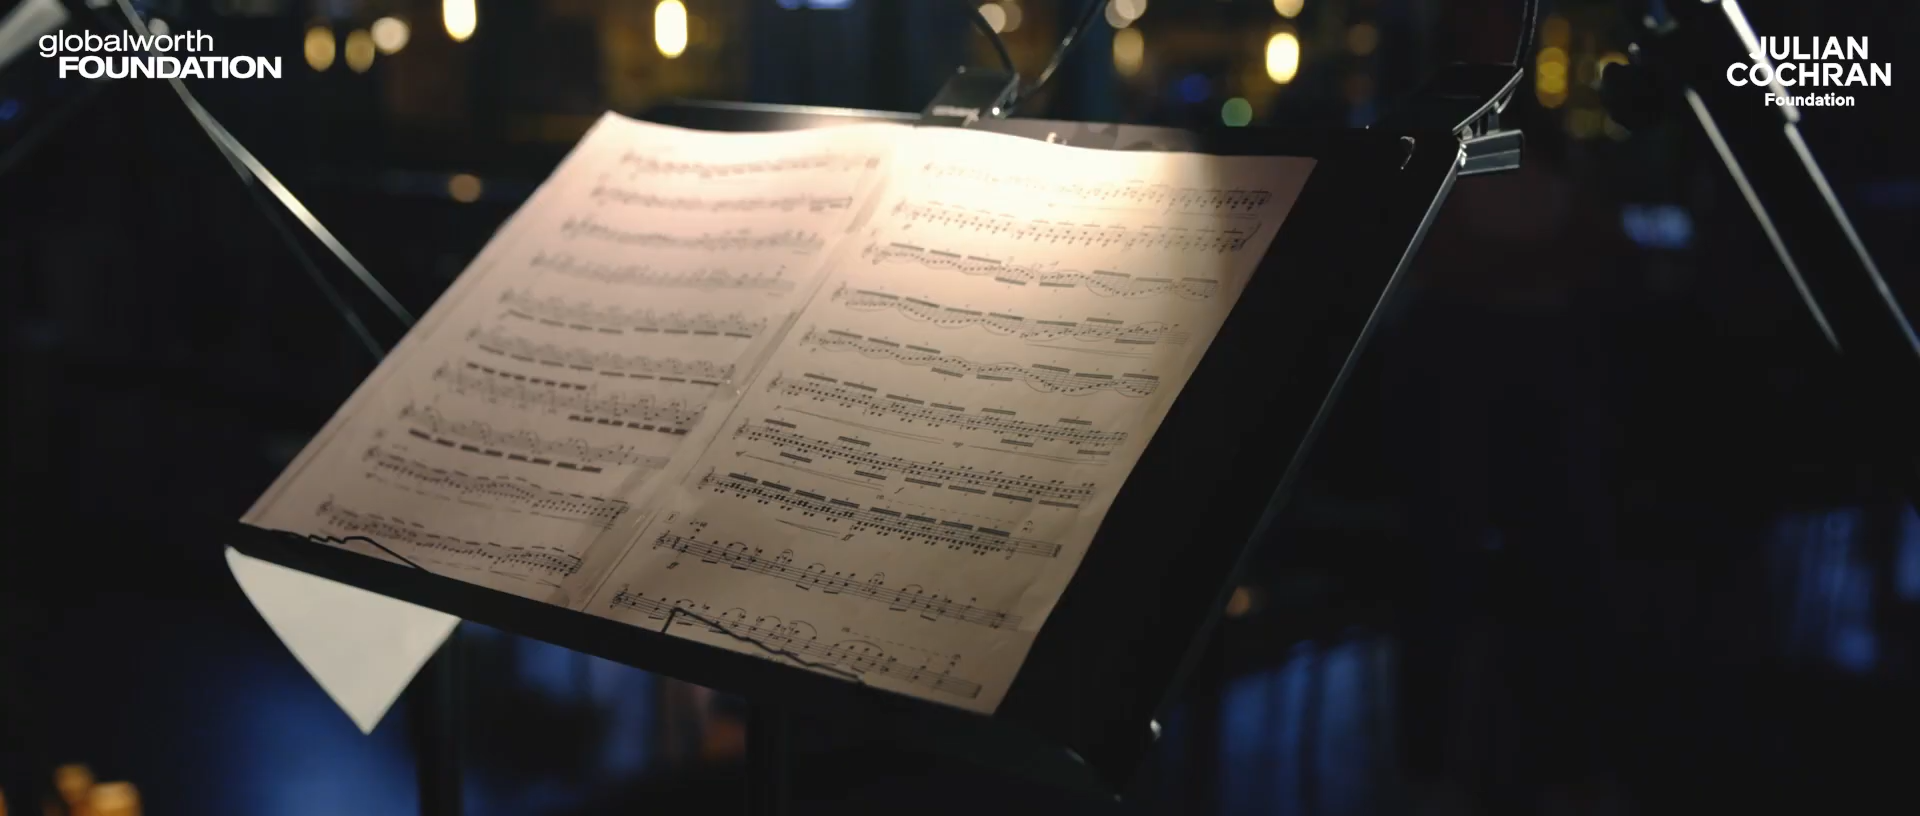 globalworth
FOUNDATION
JULIAN
COCHRAN
Foundation